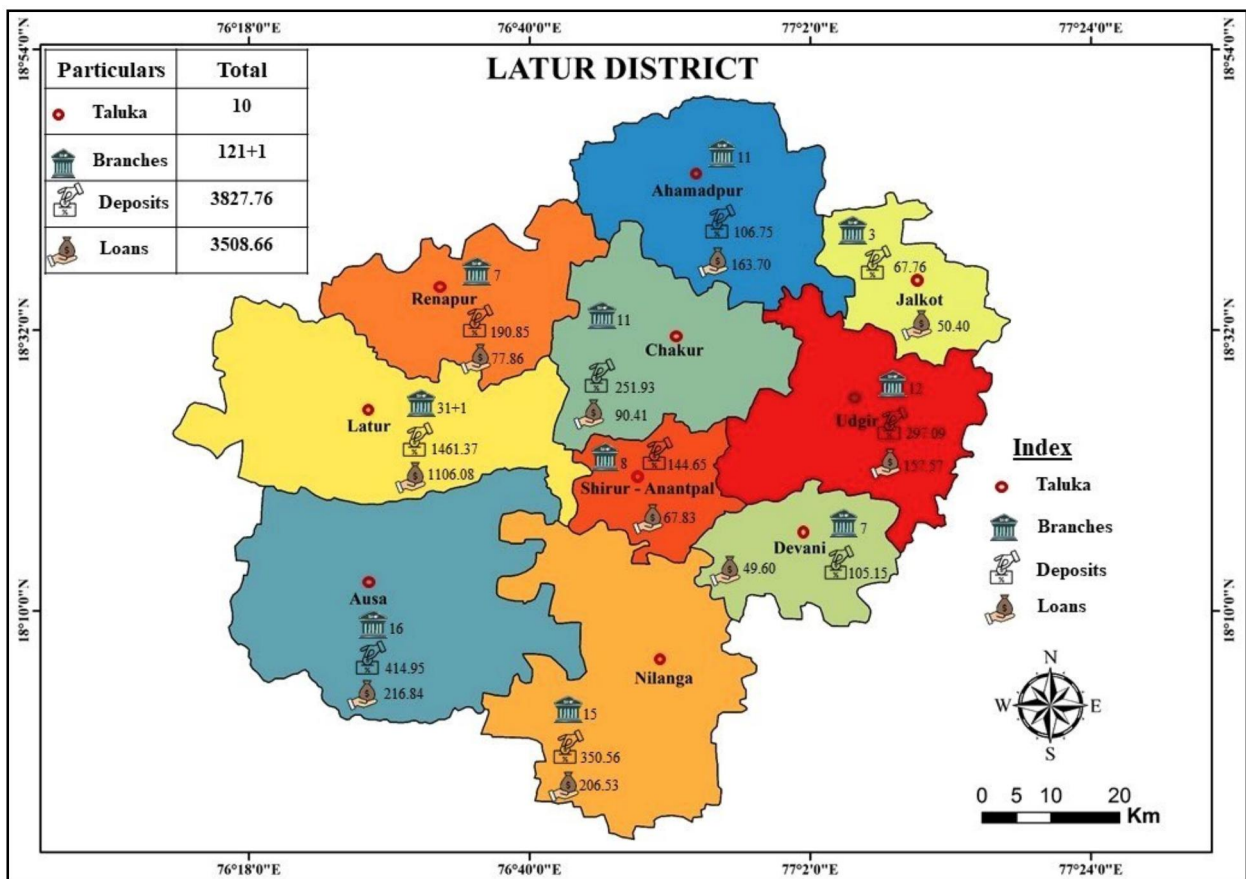 76°18'0"E 76°40'0"E 77°2'0"E 77°24'0"E
18°54'0"N
18°54'0"N
LATUR DISTRICT
Particulars Total
Taluka 10
Branches 121+1
Deposits 3827.76
Loans 3508.66
11
Ahamadpur
106.75
163.70
3
67.76
Jalkot
50.40
7
Renapur
190.85
77.86
18°32'0"N
18°32'0"N
11
Chakur
251.93
90.41
12
Udgir
297.09
157.57
31+1
Latur
1461.37
1106.08
8
144.65
Shirur - Anantpal
67.83
7
Devani
49.60
105.15
Index
Taluka
Branches
Deposits
Loans
18°10'0"N
18°10'0"N
Ausa
16
414.95
216.84
Nilanga
15
350.56
206.53
N
W E
S
0 5 10 20
Km
76°18'0"E 76°40'0"E 77°2'0"E 77°24'0"E